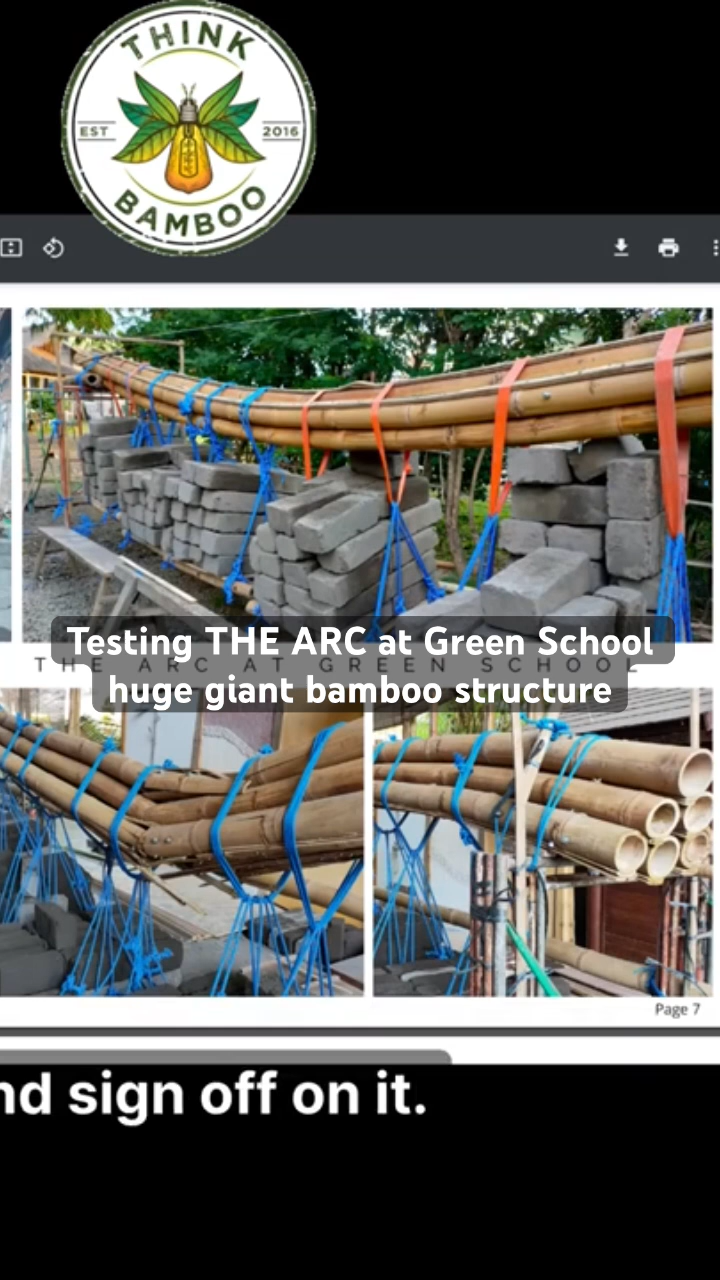 THINK
EST 2016
BAMBOO
Testing THE ARC at Green School
THE ARC AT GREEN SCHOOL
huge giant bamboo structure
Page 7
nd sign off on it.